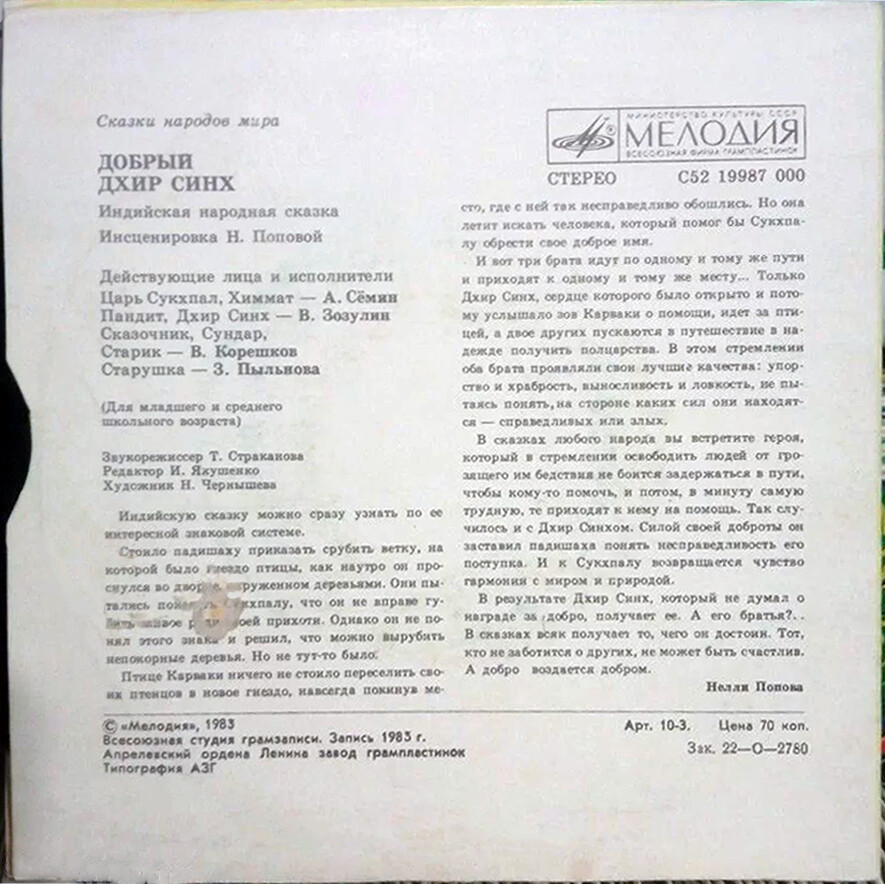 Сказки народов мира
ДОБРЫЙ
ДХИР СИНХ
Индийская народная сказка
Инсценировка Н. Поповой
Действующие лица и исполнители
Царь Сукхпал, Химмат — А. Сёмин
Пандит, Дхир Синх — В. Зозулин
Сказочник, Сундар,
Старик — В. Корешков
Старушка — З. Пыльнова
(Для младшего и среднего
школьного возраста)
Звукорежиссер Т. Страканова
Редактор И. Якушенко
Художник Н. Чернышева
Индийскую сказку можно сразу узнать по ее
интересной знаковой системе.
Стоило падишаху приказать срубить ветку, на
которой было гнездо птицы, как наутро он про-
снулся во дворце, окруженном деревьями. Они пы-
тались показать Сукхпалу, что он не вправе гу-
бить живое ради своей прихоти. Однако он не по-
нял этого знака и решил, что можно вырубить
непокорные деревья. Но не тут-то было.
Птице Карваки ничего не стоило переселить сво-
их птенцов в новое гнездо, навсегда покинув ме-
МИНИСТЕРСТВО КУЛЬТУРЫ СССР
МЕЛОДИЯ
ВСЕСОЮЗНАЯ ФИРМА ГРАМПЛАСТИНОК
СТЕРЕО С52 19987 000
сто, где с ней так несправедливо обошлись. Но она
летит искать человека, который помог бы Сукхпа-
лу обрести свое доброе имя.
И вот три брата идут по одному и тому же пути
и приходят к одному и тому же месту... Только
Дхир Синх, сердце которого было открыто и пото-
му услышало зов Карваки о помощи, идет за пти-
цей, а двое других пускаются в путешествие в на-
дежде получить полцарства. В этом стремлении
оба брата проявляли свои лучшие качества: упор-
ство и храбрость, выносливость и ловкость, не пы-
таясь понять, на стороне каких сил они находят-
ся — справедливых или злых.
В сказках любого народа вы встретите героя,
который в стремлении освободить людей от гро-
зящего им бедствия не боится задержаться в пути,
чтобы кому-то помочь, и потом, в минуту самую
трудную, те приходят к нему на помощь. Так слу-
чилось и с Дхир Синхом. Силой своей доброты он
заставил падишаха понять несправедливость его
поступка. И к Сукхпалу возвращается чувство
гармонии с миром и природой.
В результате Дхир Синх, который не думал о
награде за добро, получает ее. А его братья?..
В сказках всяк получает то, чего он достоин. Тот,
кто не заботится о других, не может быть счастлив.
А добро воздается добром.
Нелли Попова
© «Мелодия», 1983
Всесоюзная студия грамзаписи. Запись 1983 г.
Апрелевский ордена Ленина завод грампластинок
Типография АЗГ
Арт. 10-3. Цена 70 коп.
Зак. 22—О—2780